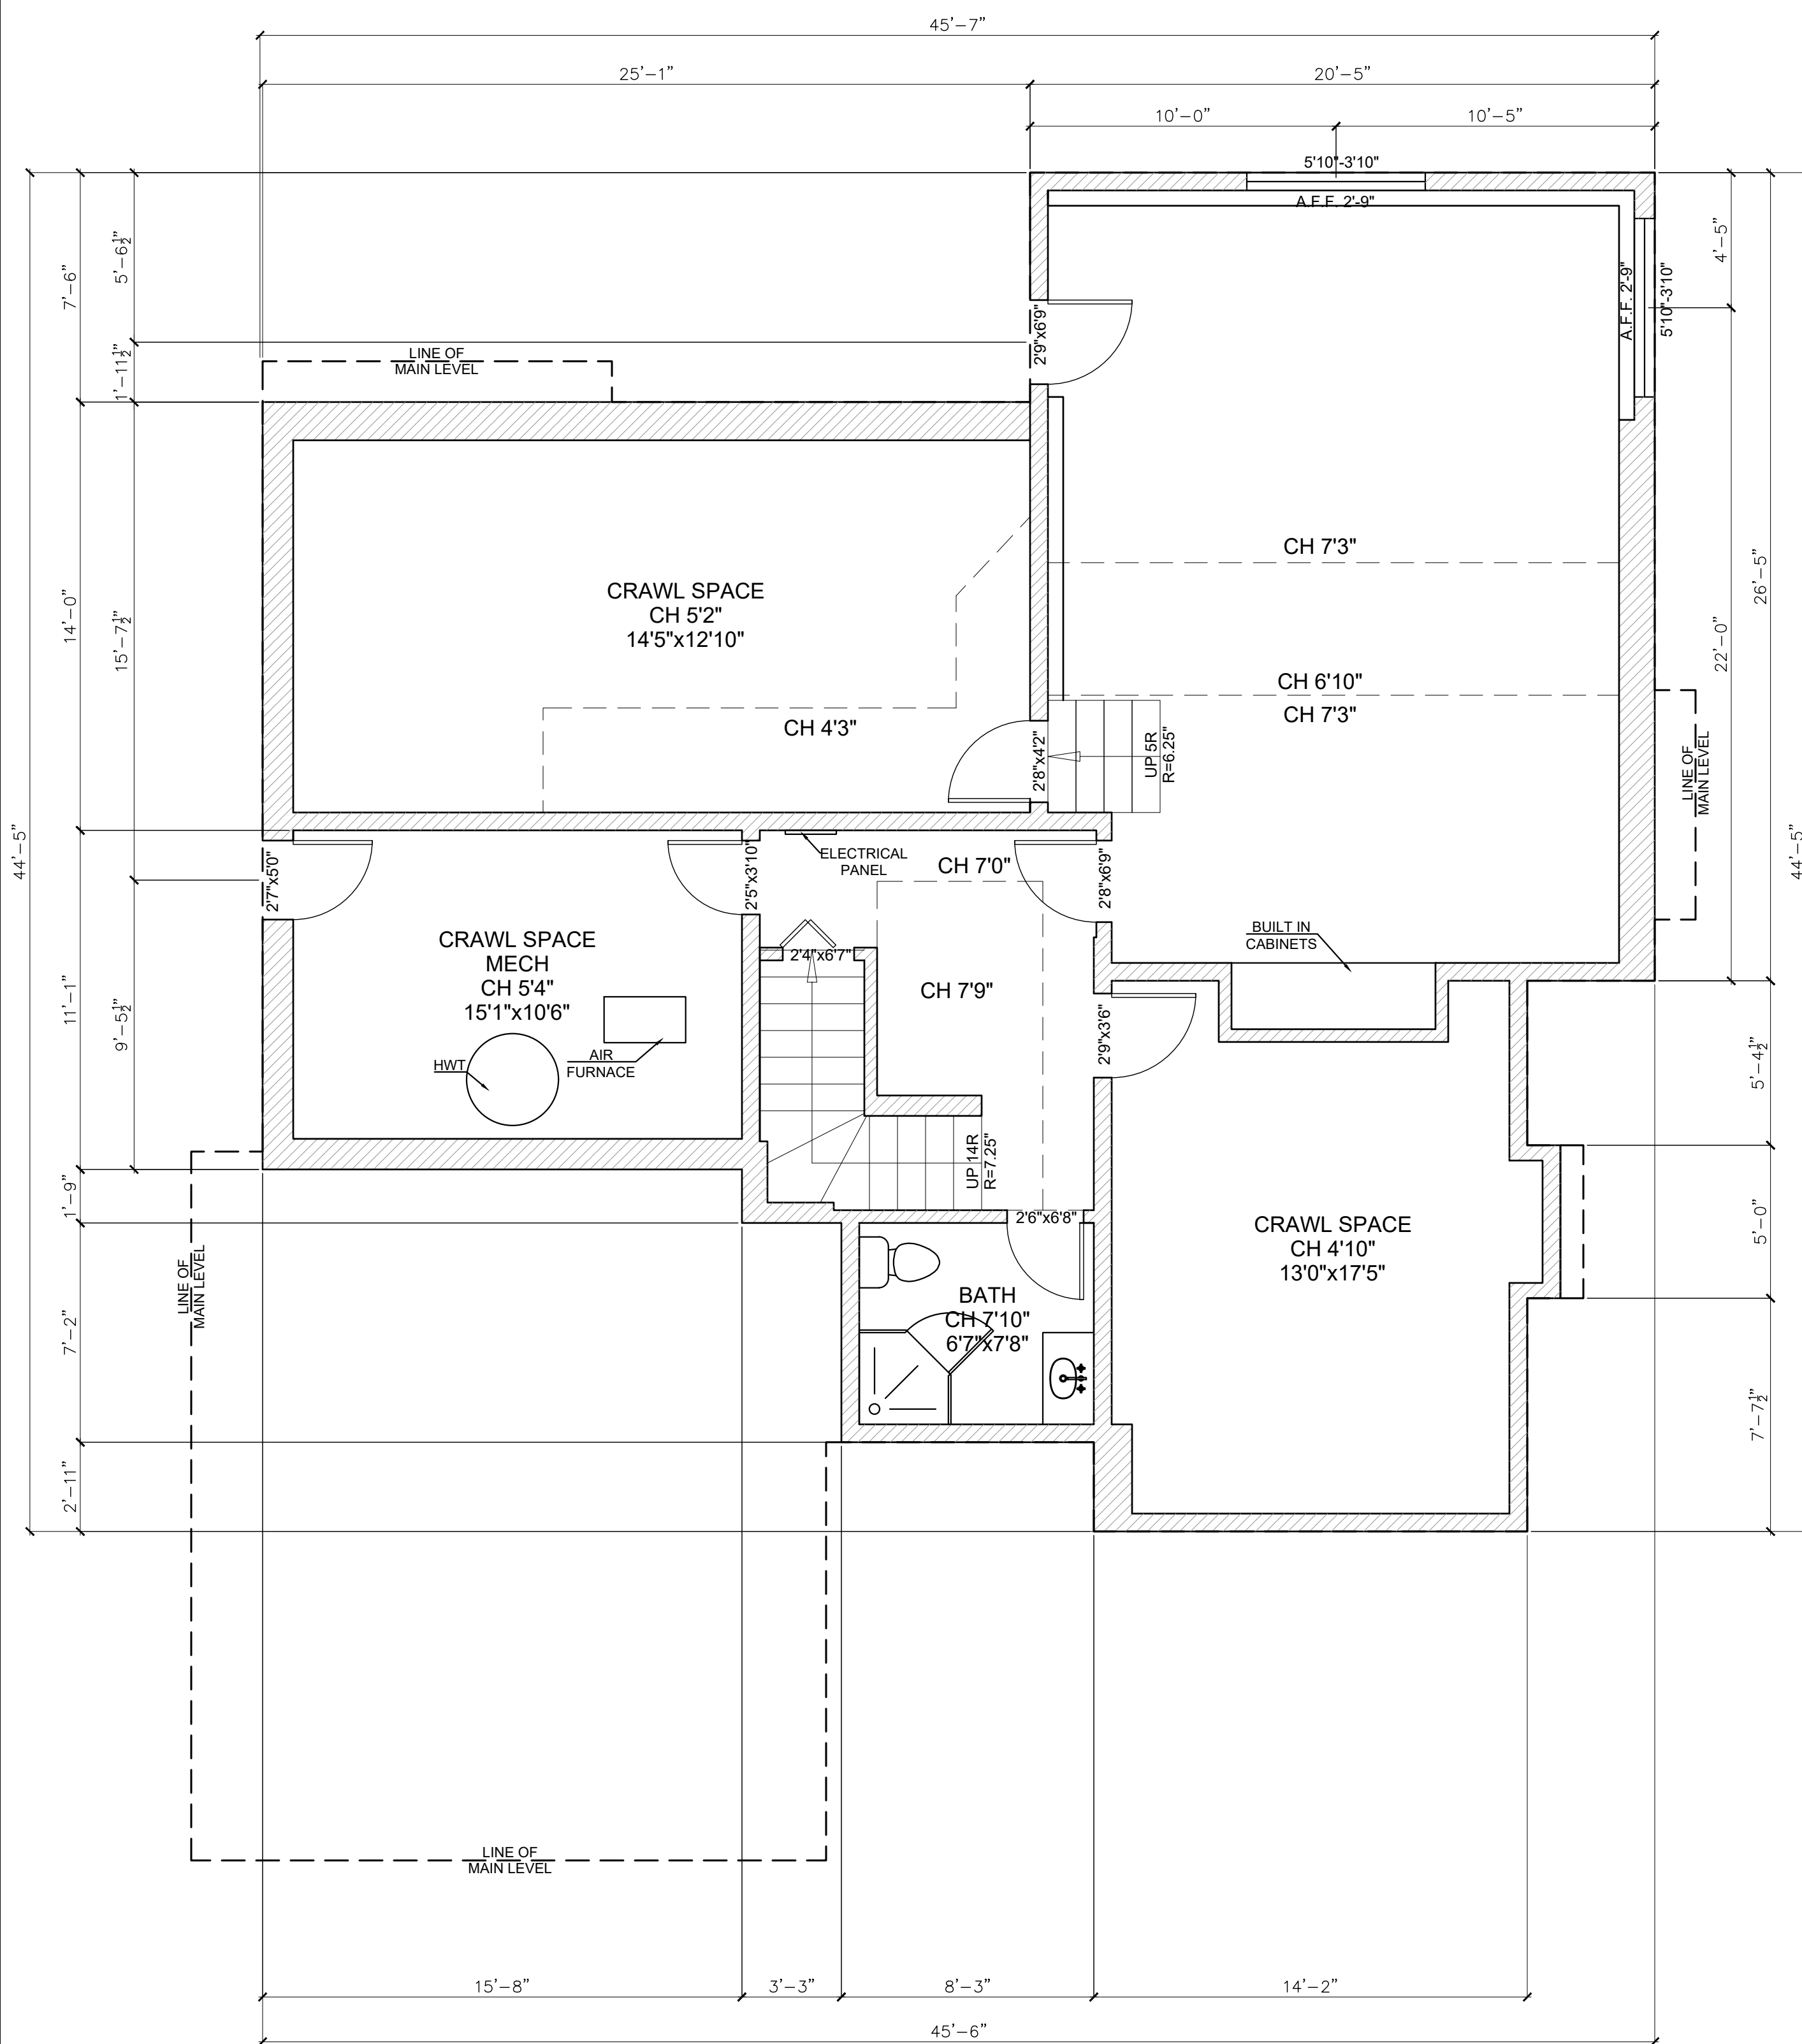 45'-7"
25'-1"
20'-5"
10'-0"
10'-5"
5'10"-3'10"
A.F.F. 2'-9"
4'-5"
A.F.F. 2'-9"
5'10"-3'10"
5'-6½"
7'-6"
1'-11½"
LINE OF
MAIN LEVEL
2'9"x6'9"
CH 7'3"
26'-5"
14'-0"
15'-7½"
CRAWL SPACE
CH 5'2"
14'5"x12'10"
22'-0"
CH 6'10"
CH 7'3"
CH 4'3"
2'8"x4'2"
UP 5R
R=6.25"
LINE OF
MAIN LEVEL
44'-5"
44'-5"
2'7"x5'0"
2'5"x3'10"
ELECTRICAL
PANEL
CH 7'0"
2'8"x6'9"
BUILT IN
CABINETS
CRAWL SPACE
MECH
CH 5'4"
15'1"x10'6"
2'4"x6'7"
CH 7'9"
11'-1"
9'-5½"
HWT
AIR
FURNACE
2'9"x3'6"
5'-4½"
UP 14R
R=7.25"
1'-9"
2'6"x6'8"
CRAWL SPACE
CH 4'10"
13'0"x17'5"
5'-0"
LINE OF
MAIN LEVEL
BATH
CH 7'10"
6'7"x7'8"
7'-2"
7'-7½"
2'-11"
LINE OF
MAIN LEVEL
15'-8"
3'-3"
8'-3"
14'-2"
45'-6"